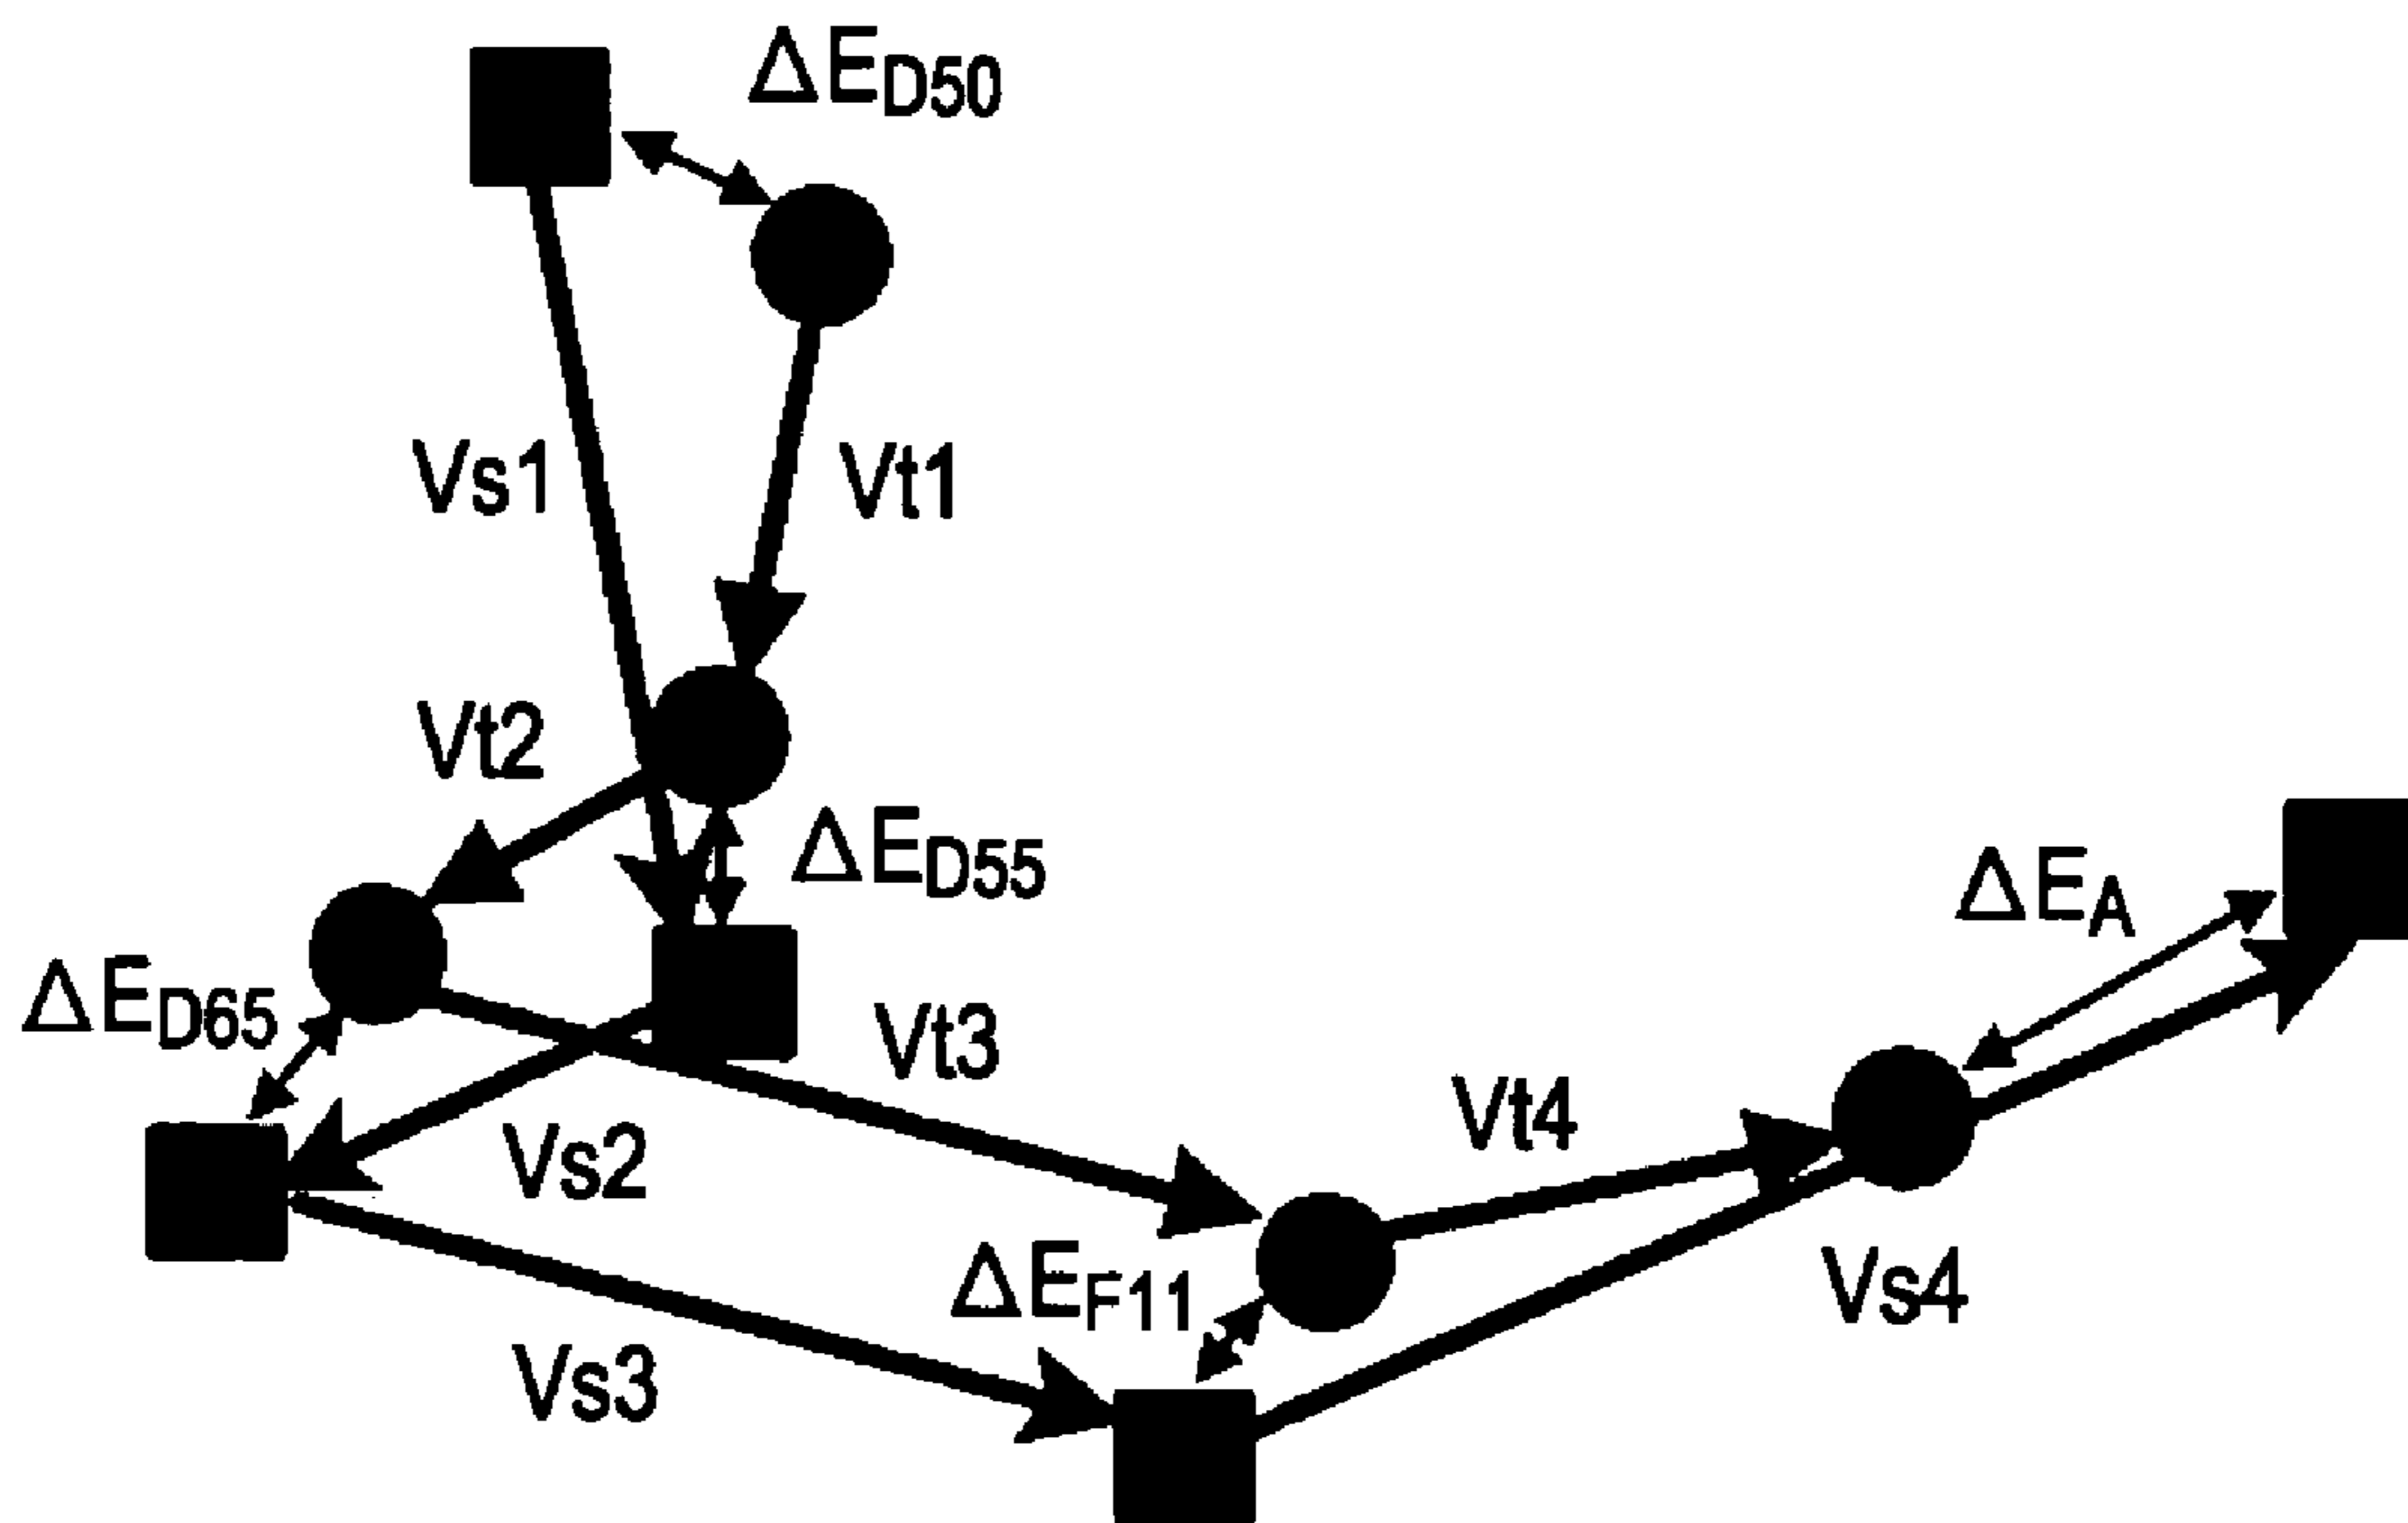 ΔED50
Vs1
Vt1
Vt2
ΔED55
ΔEA
ΔED65
Vt3
Vt4
Vs2
ΔEF11
Vs4
Vs3